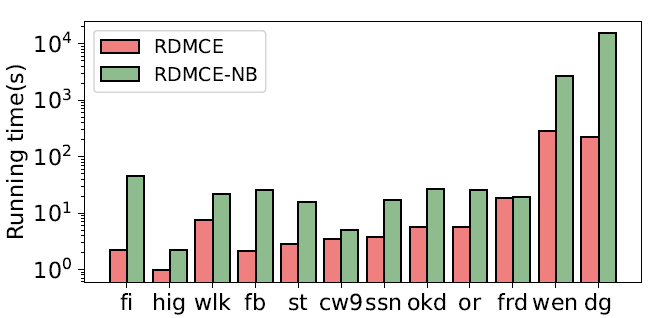 RDMCE
RDMCE-NB
Running time(s)
10^4
10^3
10^2
10^1
10^0
fi hig wlk fb st cw9 ssn okd or frd wen dg